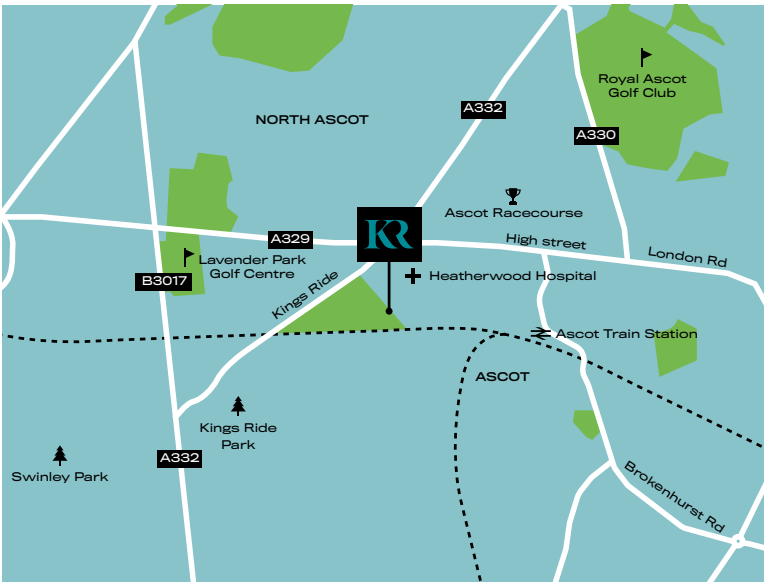 Royal Ascot
Golf Club
A332
NORTH ASCOT
A330
Ascot Racecourse
KR
A329
High street
London Rd
Lavender Park
Golf Centre
B3017
Kings Ride
Heatherwood Hospital
Ascot Train Station
ASCOT
Kings Ride
Park
A332
Swinley Park
Brokenhurst Rd